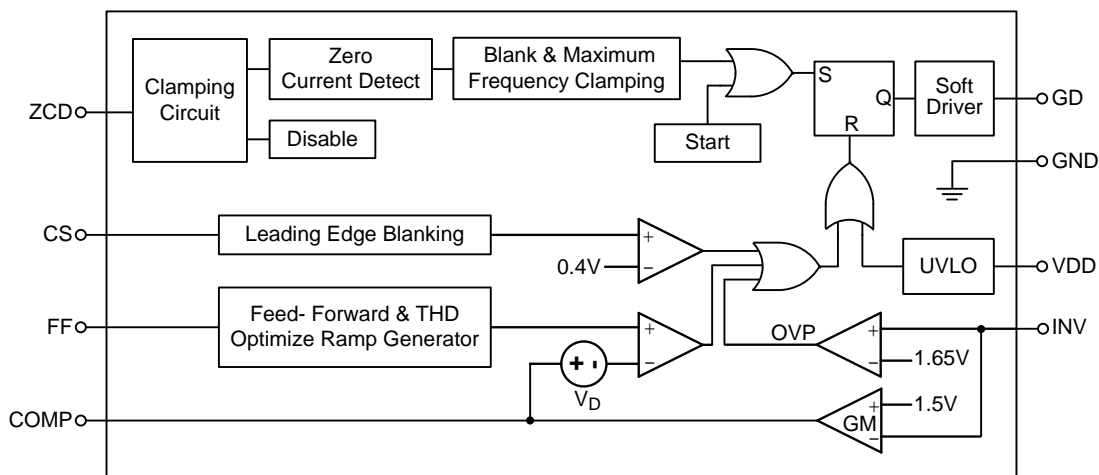 ZCD
Clamping
Circuit
Zero
Current Detect
Disable
Blank & Maximum
Frequency Clamping
Start
S
Q
R
Soft
Driver
GD
GND
CS
Leading Edge Blanking
+
0.4V
−
UVLO
VDD
FF
Feed- Forward & THD
Optimize Ramp Generator
+
−
+ -
VD
OVP
+
−
1.65V
INV
COMP
GM
+
−
1.5V